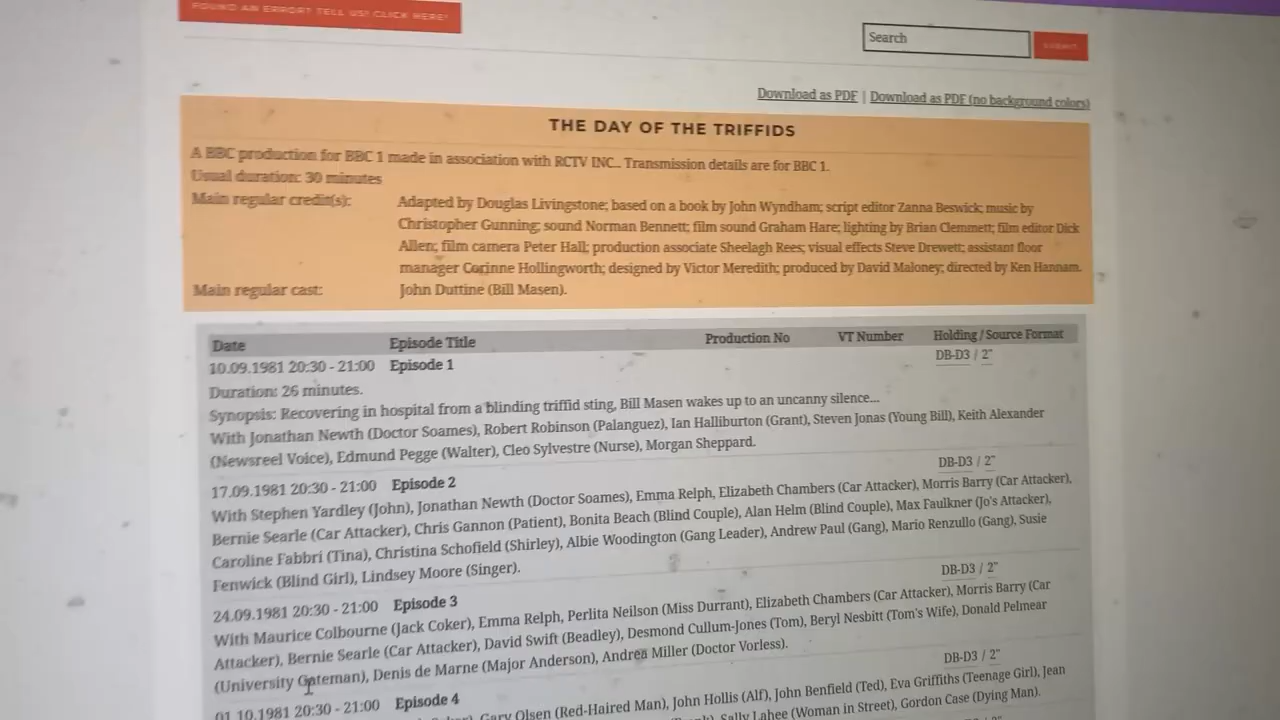 FOUND AN ERROR? TELL US! CLICK HERE!
Search
SUBMIT
Download as PDF | Download as PDF (no background colors)
THE DAY OF THE TRIFFIDS
A BBC production for BBC 1 made in association with RCTV INC.. Transmission details are for BBC 1.
Usual duration: 30 minutes
Main regular credit(s): Adapted by Douglas Livingstone; based on a book by John Wyndham; script editor Zanna Beswick; music by
Christopher Gunning; sound Norman Bennett; film sound Graham Hare; lighting by Brian Clemmett; film editor Dick
Allen; film camera Peter Hall; production associate Sheelagh Rees; visual effects Steve Drewett; assistant floor
manager Corinne Hollingworth; designed by Victor Meredith; produced by David Maloney; directed by Ken Hannam.
Main regular cast: John Duttine (Bill Masen).
Date Episode Title Production No VT Number Holding / Source Format
10.09.1981 20:30 - 21:00 Episode 1 DB-D3 / 2"
Duration: 26 minutes.
Synopsis: Recovering in hospital from a blinding triffid sting, Bill Masen wakes up to an uncanny silence...
With Jonathan Newth (Doctor Soames), Robert Robinson (Palanguez), Ian Halliburton (Grant), Steven Jonas (Young Bill), Keith Alexander
(Newsreel Voice), Edmund Pegge (Walter), Cleo Sylvestre (Nurse), Morgan Sheppard.
17.09.1981 20:30 - 21:00 Episode 2 DB-D3 / 2"
With Stephen Yardley (John), Jonathan Newth (Doctor Soames), Emma Relph, Elizabeth Chambers (Car Attacker), Morris Barry (Car Attacker),
Bernie Searle (Car Attacker), Chris Gannon (Patient), Bonita Beach (Blind Couple), Alan Helm (Blind Couple), Max Faulkner (Jo's Attacker),
Caroline Fabbri (Tina), Christina Schofield (Shirley), Albie Woodington (Gang Leader), Andrew Paul (Gang), Mario Renzullo (Gang), Susie
Fenwick (Blind Girl), Lindsey Moore (Singer).
24.09.1981 20:30 - 21:00 Episode 3 DB-D3 / 2"
With Maurice Colbourne (Jack Coker), Emma Relph, Perlita Neilson (Miss Durrant), Elizabeth Chambers (Car Attacker), Morris Barry (Car
Attacker), Bernie Searle (Car Attacker), David Swift (Beadley), Desmond Cullum-Jones (Tom), Beryl Nesbitt (Tom's Wife), Donald Pelmear
(University Gateman), Denis de Marne (Major Anderson), Andrea Miller (Doctor Vorless).
01.10.1981 20:30 - 21:00 Episode 4 DB-D3 / 2"
Gary Olsen (Red-Haired Man), John Hollis (Alf), John Benfield (Ted), Eva Griffiths (Teenage Girl), Jean
Sally Lahee (Woman in Street), Gordon Case (Dying Man).